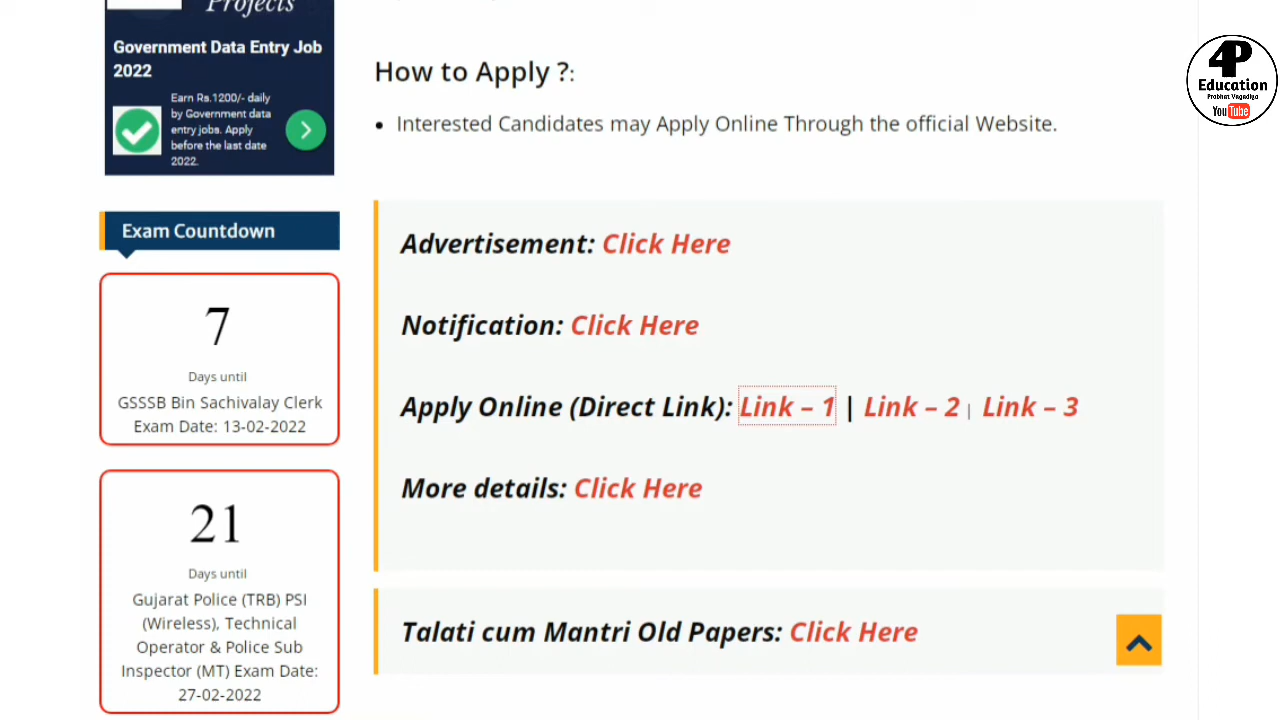 Projects
Government Data Entry Job
2022
Earn Rs.1200/- daily
by Government data
entry jobs. Apply
before the last date
2022.
Exam Countdown
7
Days until
GSSSB Bin Sachivalay Clerk
Exam Date: 13-02-2022
21
Days until
Gujarat Police (TRB) PSI
(Wireless), Technical
Operator & Police Sub
Inspector (MT) Exam Date:
27-02-2022
How to Apply ?:
• Interested Candidates may Apply Online Through the official Website.
Advertisement: Click Here
Notification: Click Here
Apply Online (Direct Link): Link – 1 | Link – 2 | Link – 3
More details: Click Here
Talati cum Mantri Old Papers: Click Here
4P
Education
Prabhat Vagadiya
YouTube